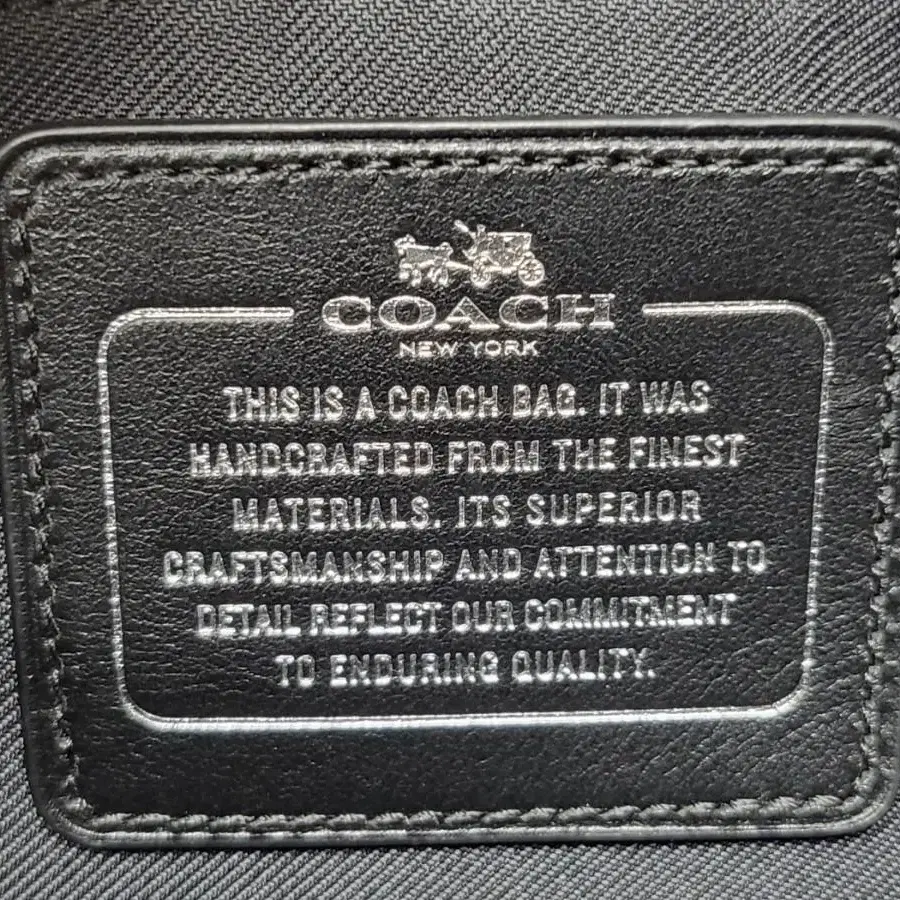 COACH
NEW YORK
THIS IS A COACH BAG. IT WAS
HANDCRAFTED FROM THE FINEST
MATERIALS. ITS SUPERIOR
CRAFTSMANSHIP AND ATTENTION TO
DETAIL REFLECT OUR COMMITMENT
TO ENDURING QUALITY.